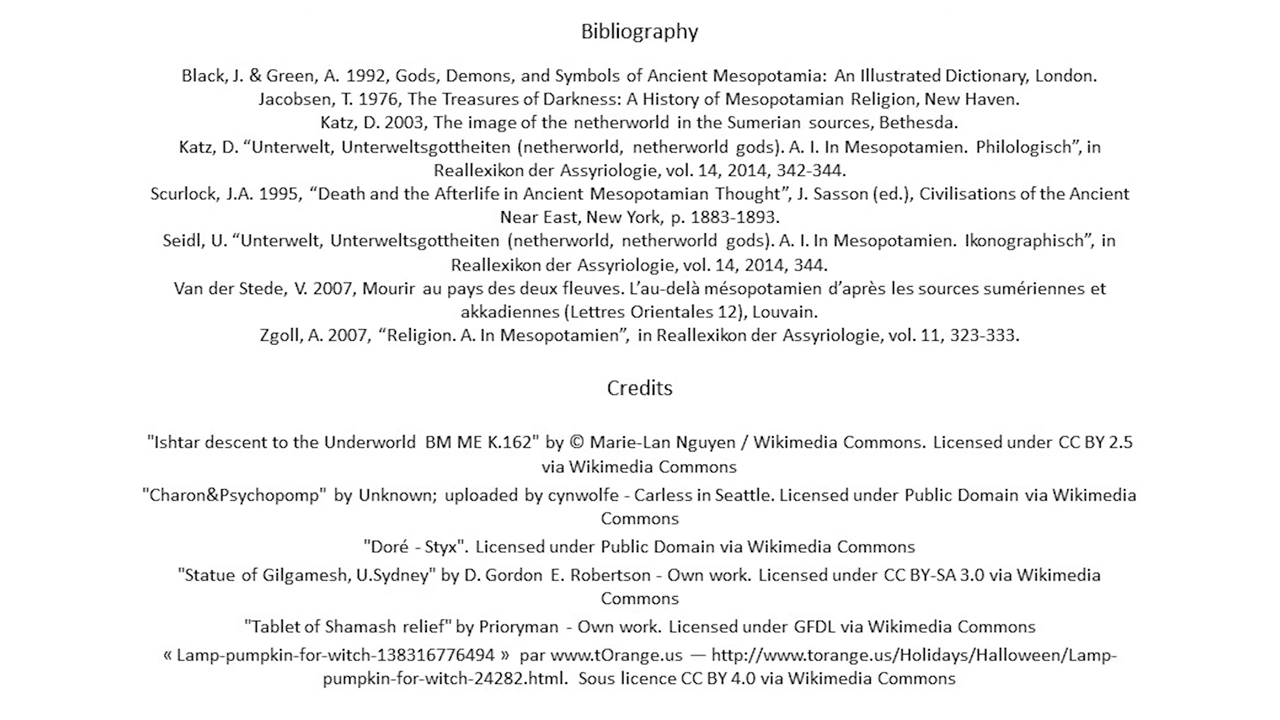 Bibliography
Black, J. & Green, A. 1992, Gods, Demons, and Symbols of Ancient Mesopotamia: An Illustrated Dictionary, London.
Jacobsen, T. 1976, The Treasures of Darkness: A History of Mesopotamian Religion, New Haven.
Katz, D. 2003, The image of the netherworld in the Sumerian sources, Bethesda.
Katz, D. “Unterwelt, Unterweltsgottheiten (netherworld, netherworld gods). A. I. In Mesopotamien. Philologisch”, in
Reallexikon der Assyriologie, vol. 14, 2014, 342-344.
Scurlock, J.A. 1995, “Death and the Afterlife in Ancient Mesopotamian Thought”, J. Sasson (ed.), Civilisations of the Ancient
Near East, New York, p. 1883-1893.
Seidl, U. “Unterwelt, Unterweltsgottheiten (netherworld, netherworld gods). A. I. In Mesopotamien. Ikonographisch”, in
Reallexikon der Assyriologie, vol. 14, 2014, 344.
Van der Stede, V. 2007, Mourir au pays des deux fleuves. L’au-delà mésopotamien d’après les sources sumériennes et
akkadiennes (Lettres Orientales 12), Louvain.
Zgoll, A. 2007, “Religion. A. In Mesopotamien”, in Reallexikon der Assyriologie, vol. 11, 323-333.
Credits
"Ishtar descent to the Underworld BM ME K.162" by © Marie-Lan Nguyen / Wikimedia Commons. Licensed under CC BY 2.5
via Wikimedia Commons
"Charon&Psychopomp" by Unknown; uploaded by cynwolfe - Carless in Seattle. Licensed under Public Domain via Wikimedia
Commons
"Doré - Styx". Licensed under Public Domain via Wikimedia Commons
"Statue of Gilgamesh, U.Sydney" by D. Gordon E. Robertson - Own work. Licensed under CC BY-SA 3.0 via Wikimedia
Commons
"Tablet of Shamash relief" by Prioryman - Own work. Licensed under GFDL via Wikimedia Commons
« Lamp-pumpkin-for-witch-138316776494 » par www.tOrange.us — http://www.torange.us/Holidays/Halloween/Lamp-
pumpkin-for-witch-24282.html. Sous licence CC BY 4.0 via Wikimedia Commons